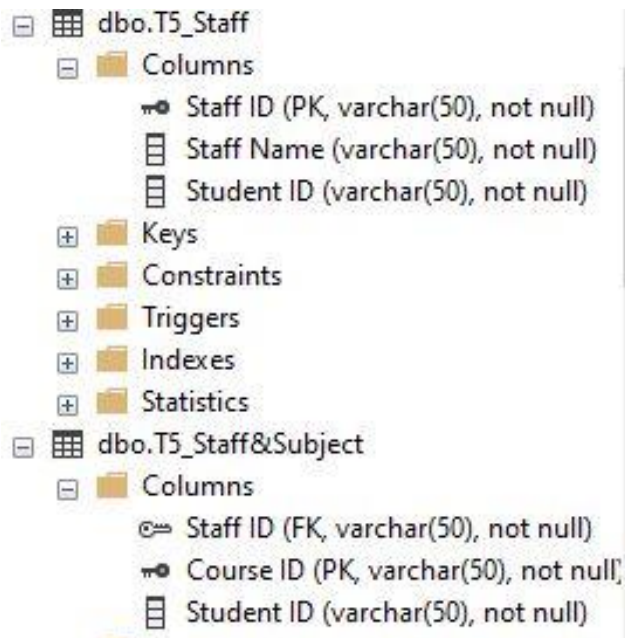 dbo.T5_Staff
Columns
Staff ID (PK, varchar(50), not null)
Staff Name (varchar(50), not null)
Student ID (varchar(50), not null)
Keys
Constraints
Triggers
Indexes
Statistics
dbo.T5_Staff&Subject
Columns
Staff ID (FK, varchar(50), not null)
Course ID (PK, varchar(50), not null)
Student ID (varchar(50), not null)